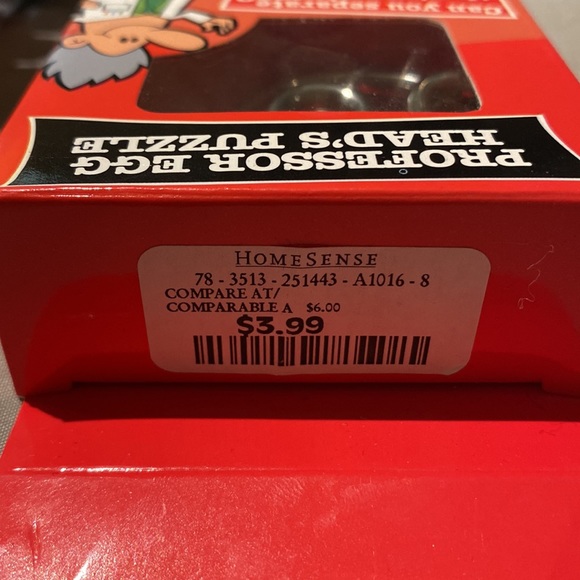 Can you separate
PROFESSOR EGG
HEAD'S PUZZLE
HOMESENSE
78 - 3513 - 251443 - A1016 - 8
COMPARE AT/
COMPARABLE A $6.00
$3.99